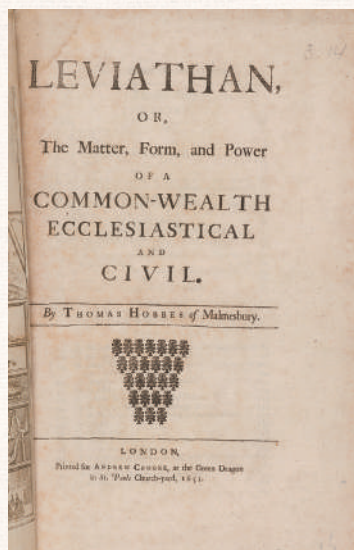 LEVIATHAN,
OR,
The Matter, Form, and Power
OF A
COMMON-WEALTH
ECCLESIASTICAL
AND
CIVIL.
By THOMAS HOBBES of Malmesbury.
LONDON,
Printed for ANDREW CROOKE, at the Green Dragon
in St. Pauls Church-yard, 1651.